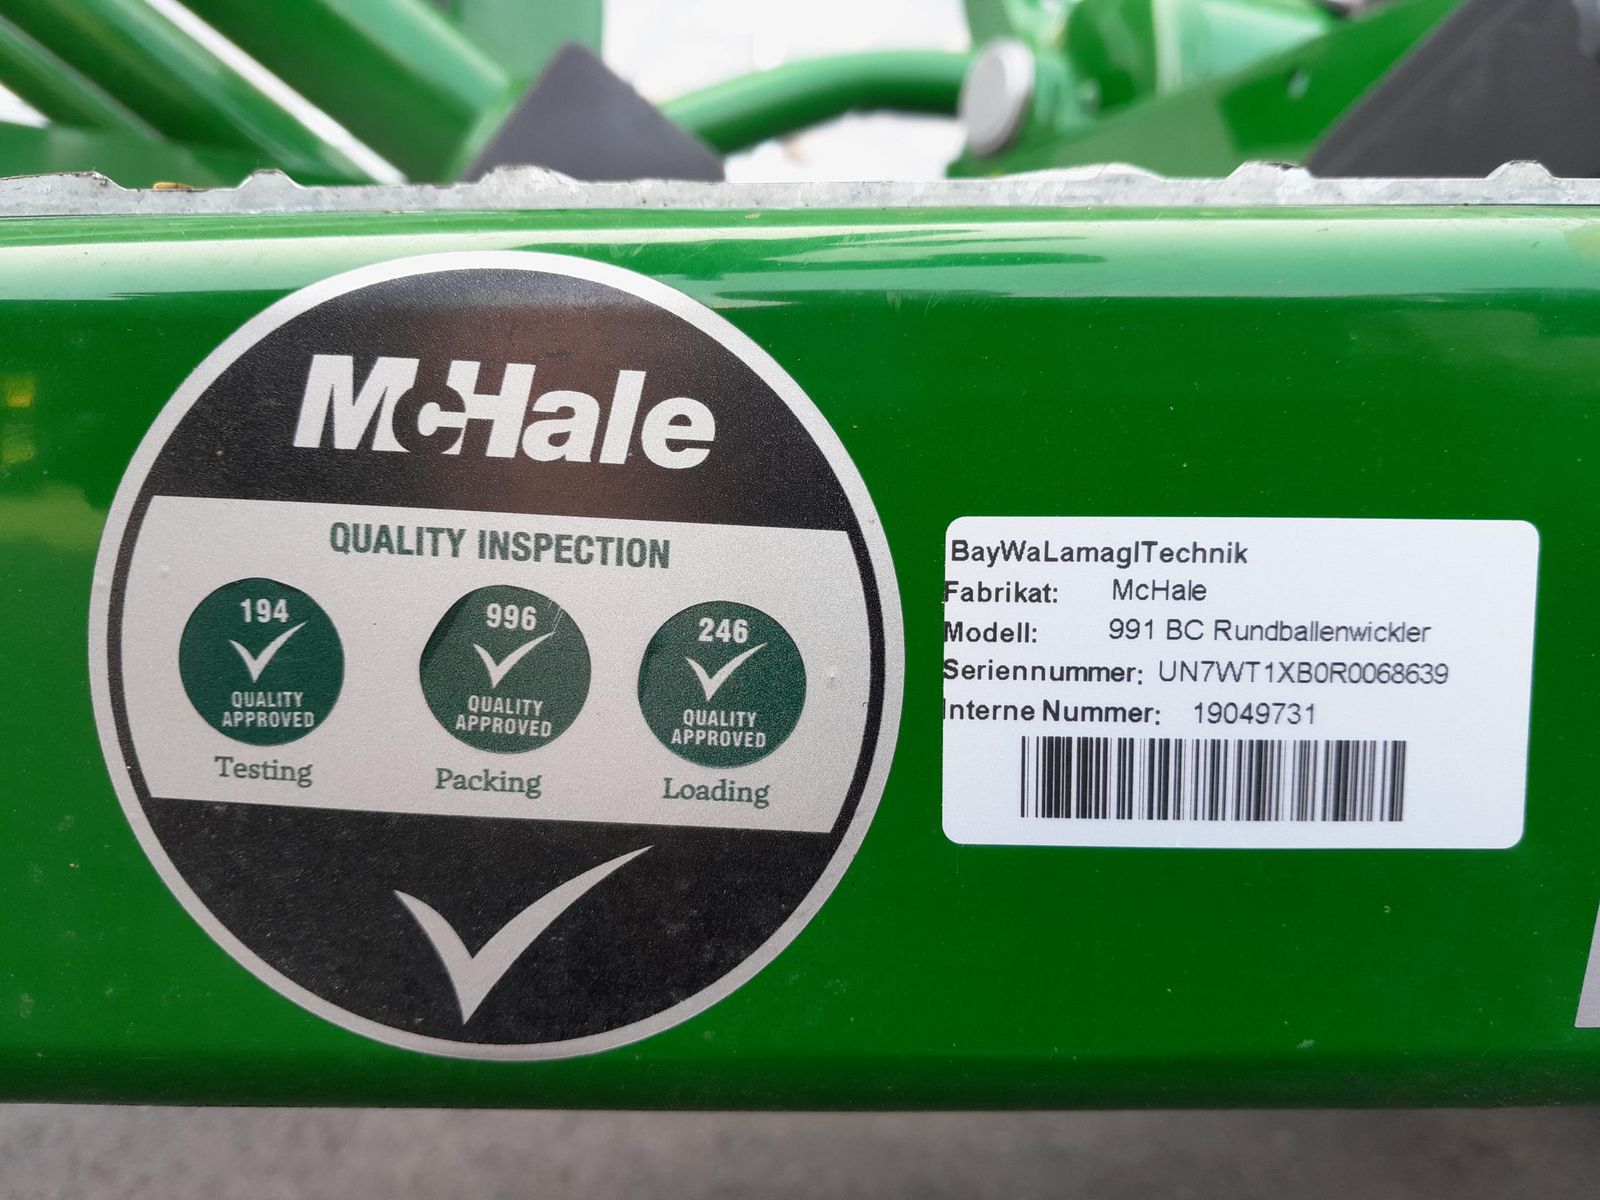 McHale
QUALITY INSPECTION
194
QUALITY
APPROVED
Testing
996
QUALITY
APPROVED
Packing
246
QUALITY
APPROVED
Loading
BayWaLamaglTechnik
Fabrikat: McHale
Modell: 991 BC Rundballenwickler
Seriennummer: UN7WT1XB0R0068639
Interne Nummer: 19049731